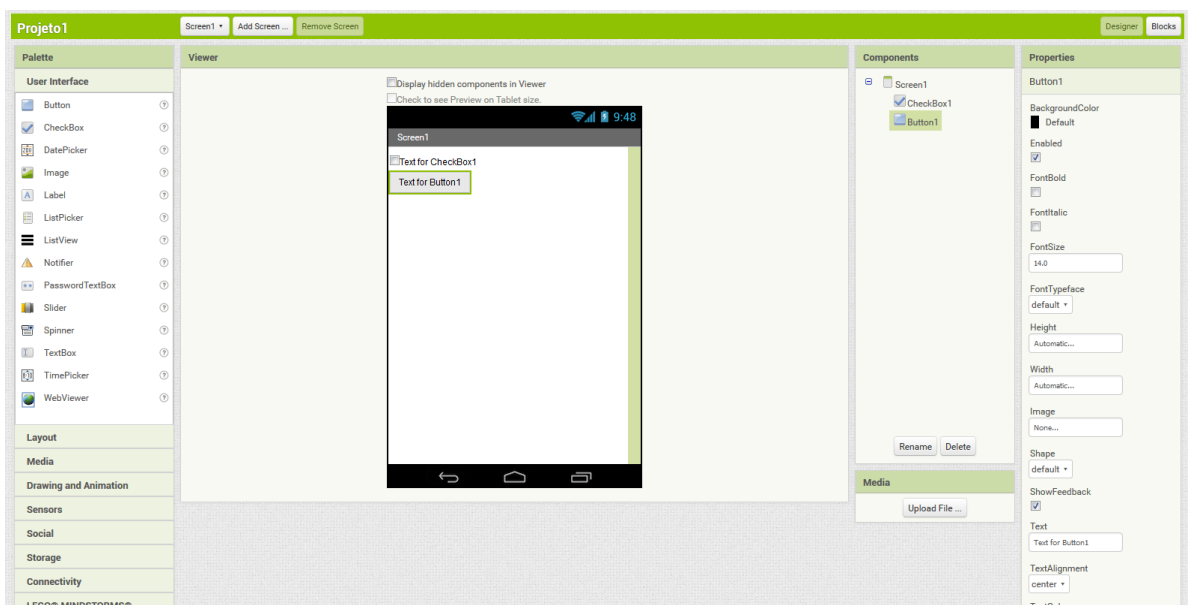 Projeto1
Screen1
Add Screen ...
Remove Screen
Designer
Blocks
Palette
User Interface
Button
CheckBox
DatePicker
Image
Label
ListPicker
ListView
Notifier
PasswordTextBox
Slider
Spinner
TextBox
TimePicker
WebViewer
Layout
Media
Drawing and Animation
Sensors
Social
Storage
Connectivity
LEGO® MINDSTORMS®
Viewer
Display hidden components in Viewer
Check to see Preview on Tablet size.
9:48
Screen1
Text for CheckBox1
Text for Button1
Components
Screen1
CheckBox1
Button1
Rename
Delete
Media
Upload File ...
Properties
Button1
BackgroundColor
Default
Enabled
FontBold
FontItalic
FontSize
14.0
FontTypeface
default
Height
Automatic...
Width
Automatic...
Image
None...
Shape
default
ShowFeedback
Text
Text for Button1
TextAlignment
center